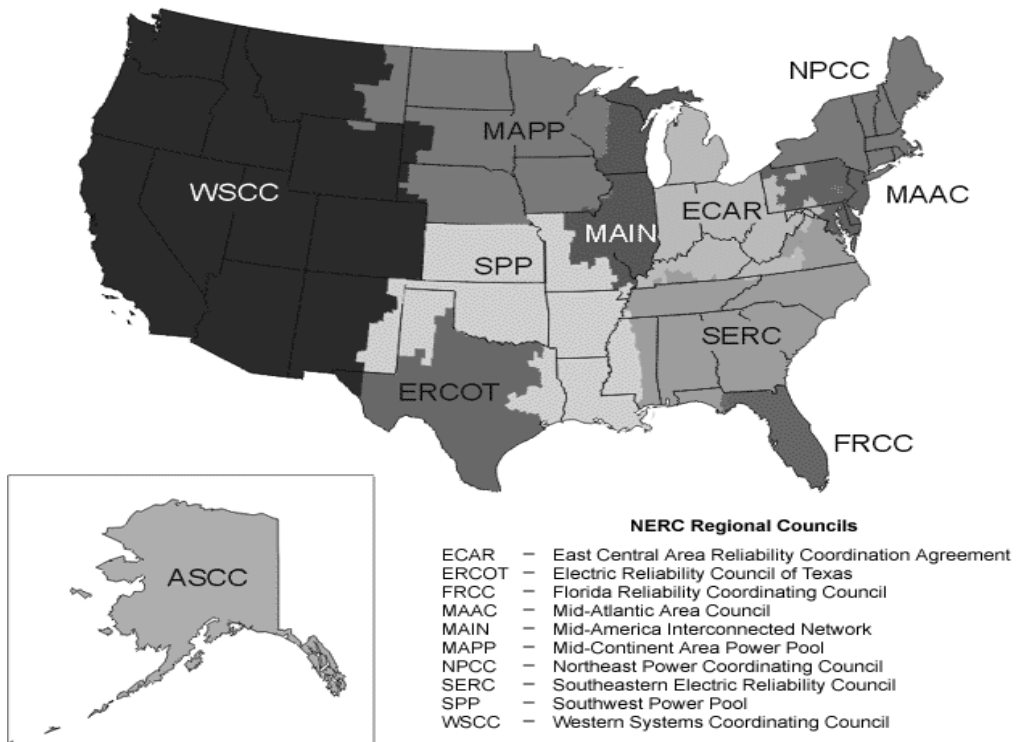 NPCC
MAPP
WSCC
MAAC
ECAR
MAIN
SPP
SERC
ERCOT
FRCC
ASCC
NERC Regional Councils
ECAR – East Central Area Reliability Coordination Agreement
ERCOT – Electric Reliability Council of Texas
FRCC – Florida Reliability Coordinating Council
MAAC – Mid-Atlantic Area Council
MAIN – Mid-America Interconnected Network
MAPP – Mid-Continent Area Power Pool
NPCC – Northeast Power Coordinating Council
SERC – Southeastern Electric Reliability Council
SPP – Southwest Power Pool
WSCC – Western Systems Coordinating Council